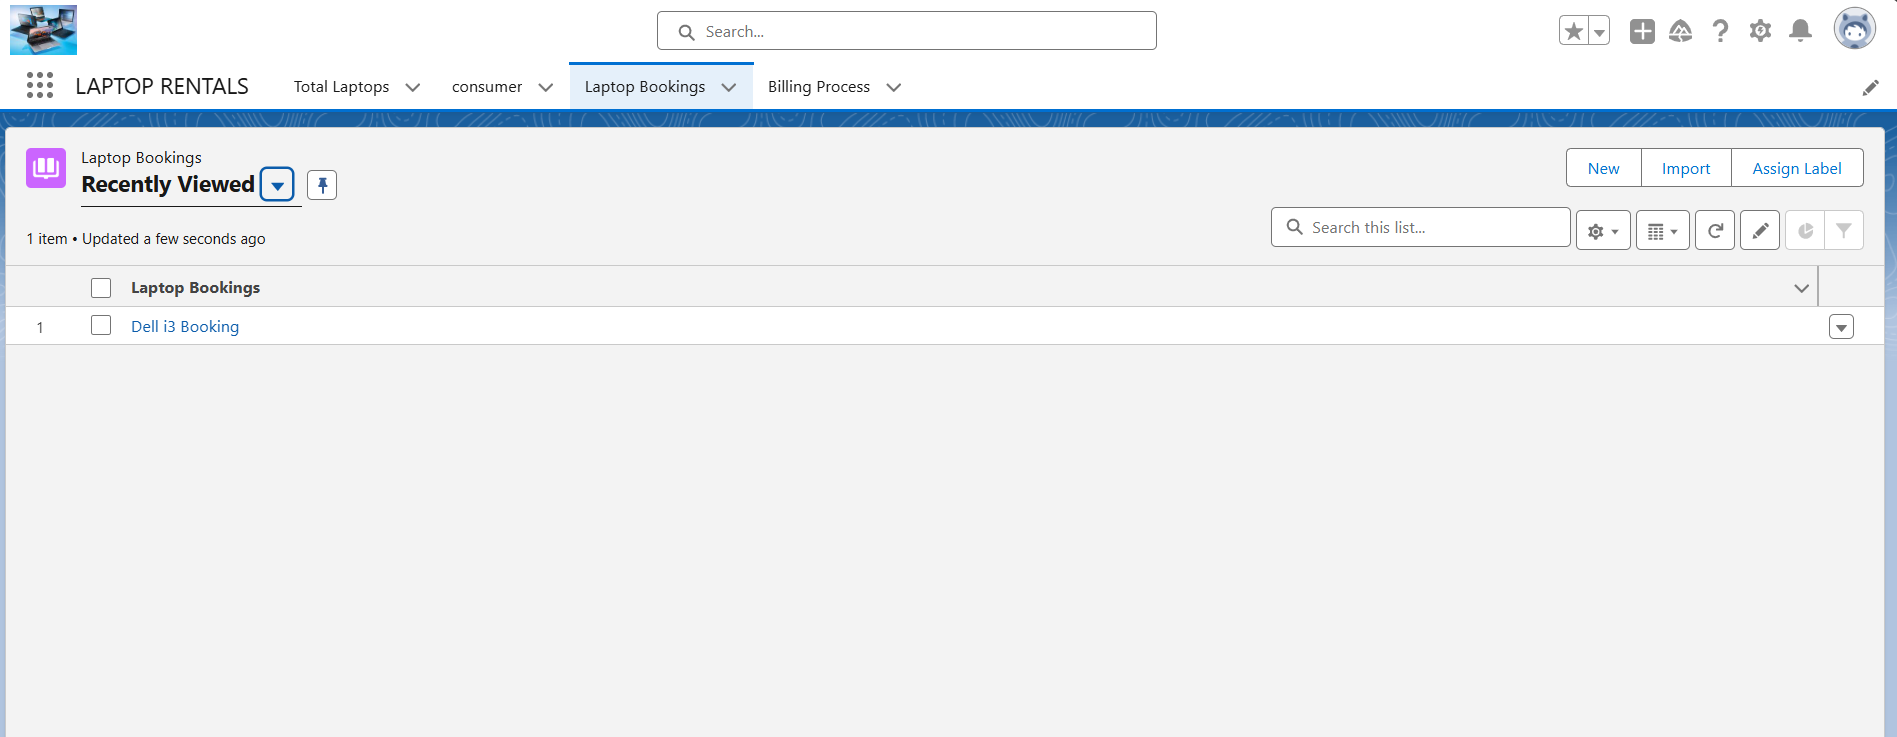 Search...
LAPTOP RENTALS
Total Laptops
consumer
Laptop Bookings
Billing Process
Laptop Bookings
Recently Viewed
New
Import
Assign Label
1 item • Updated a few seconds ago
Search this list...
Laptop Bookings
1
Dell i3 Booking